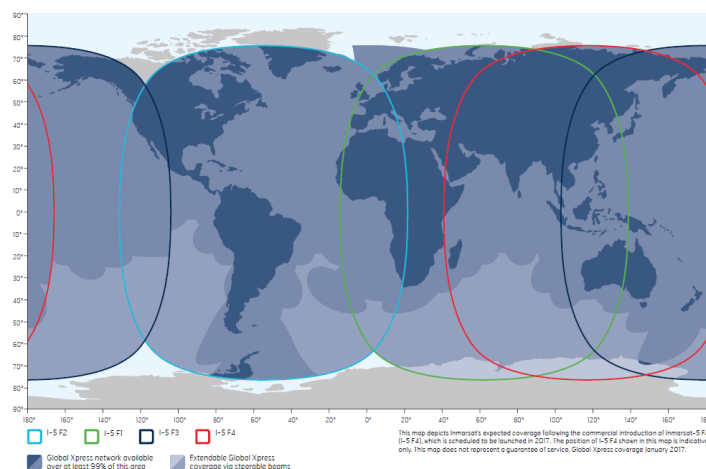 90°
80°
70°
60°
50°
40°
30°
20°
10°
0°
10°
20°
30°
40°
50°
60°
70°
80°
90°
180° 160° 140° 120° 100° 80° 60° 40° 20° 0° 20° 40° 60° 80° 100° 120° 140° 160°
I-5 F2 I-5 F1 I-5 F3 I-5 F4
Global Xpress network available
over at least 99% of this area
Extendable Global Xpress
coverage via steerable beams
This map depicts Inmarsat's expected coverage following the commercial introduction of Inmarsat-5
(I-5 F4), which is scheduled to be launched in 2017. The position of I-5 F4 shown in this map is indicative
only. This map does not represent a guarantee of service. Global Xpress coverage January 2017.